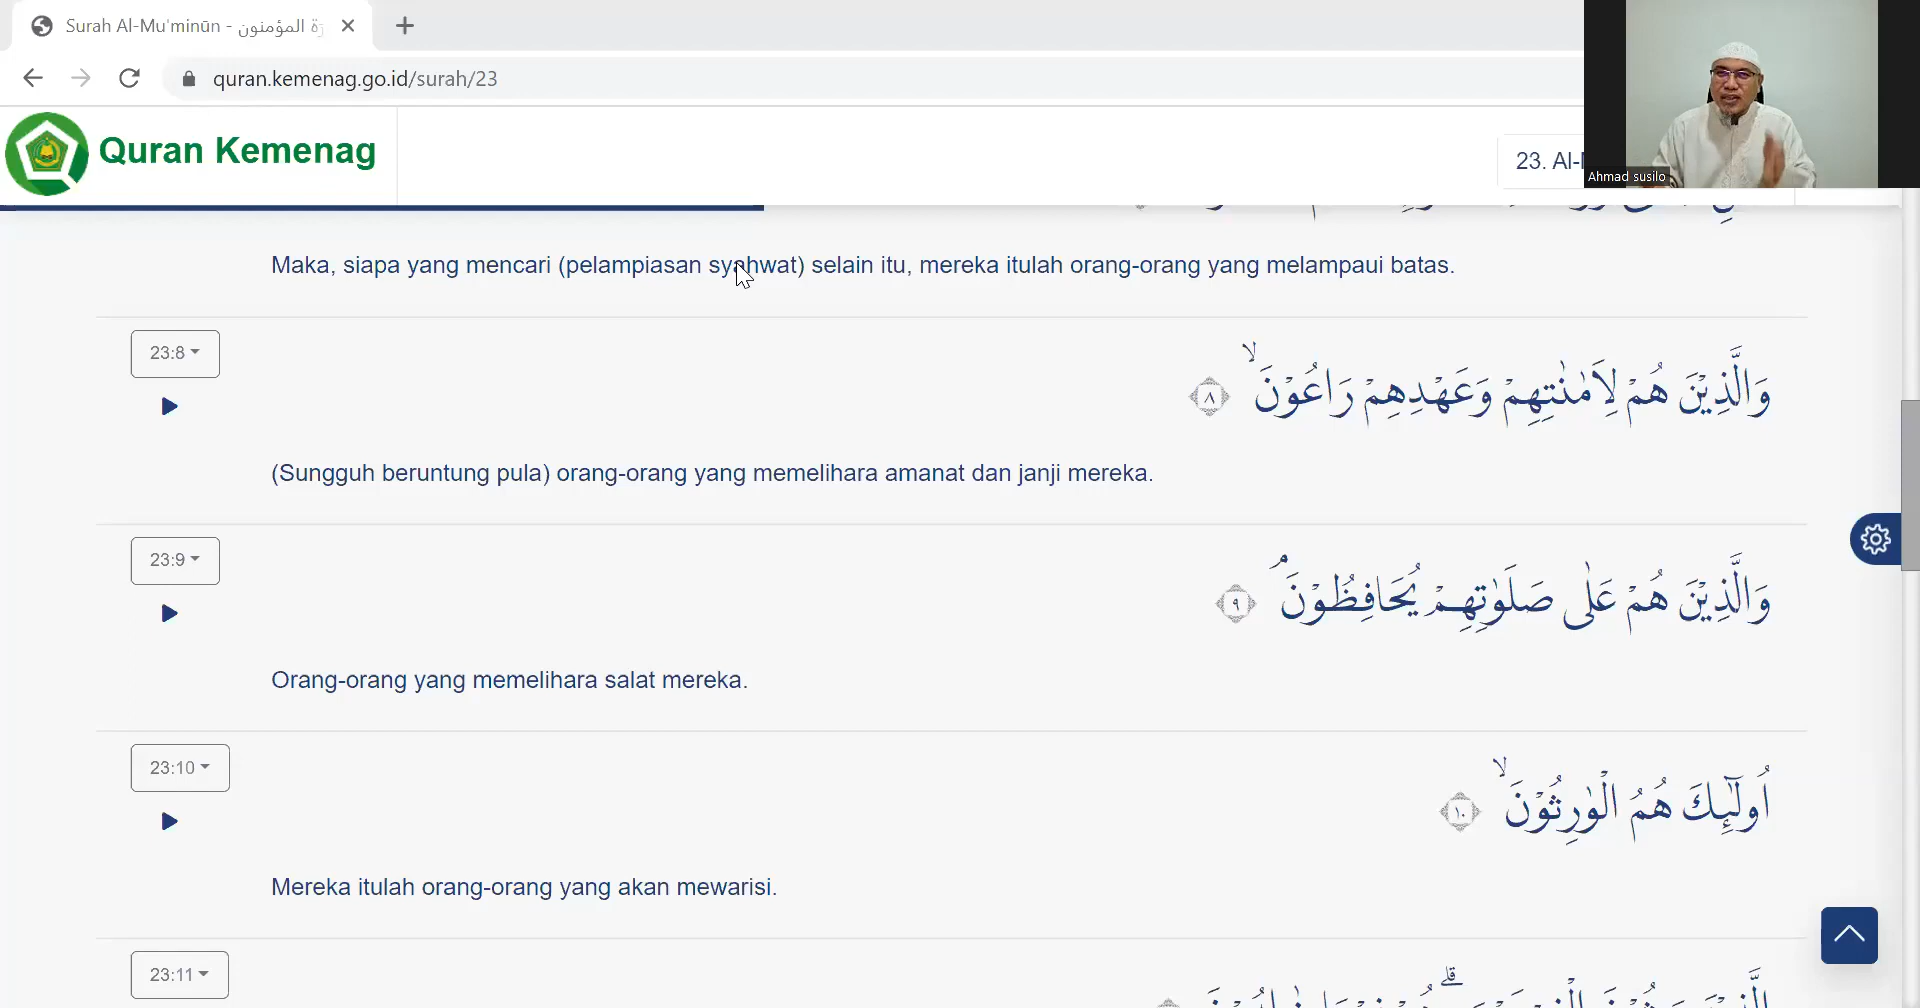 Surah Al-Mu'minūn - سورة المؤمنون
quran.kemenag.go.id/surah/23
Quran Kemenag
23. Al-
Ahmad susilo
Maka, siapa yang mencari (pelampiasan syahwat) selain itu, mereka itulah orang-orang yang melampaui batas.
23:8
وَالَّذِيْنَ هُمْ لِاَمٰنٰتِهِمْ وَعَهْدِهِمْ رَاعُوْنَ ۙ ٨
(Sungguh beruntung pula) orang-orang yang memelihara amanat dan janji mereka.
23:9
وَالَّذِيْنَ هُمْ عَلٰى صَلَوٰتِهِمْ يُحَافِظُوْنَ ۘ ٩
Orang-orang yang memelihara salat mereka.
23:10
اُولٰۤىِٕكَ هُمُ الْوٰرِثُوْنَ ۙ ١٠
Mereka itulah orang-orang yang akan mewarisi.
23:11